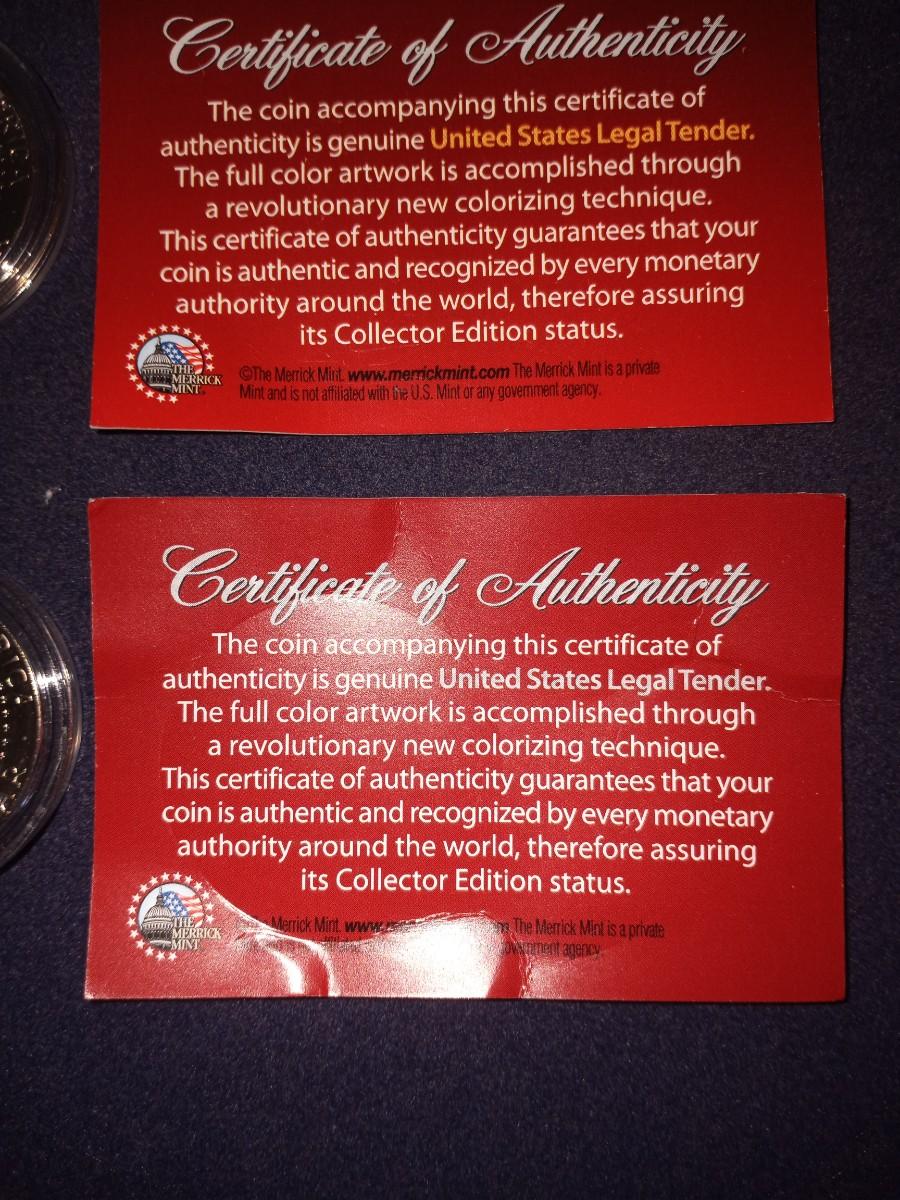 Certificate of Authenticity
The coin accompanying this certificate of
authenticity is genuine United States Legal Tender.
The full color artwork is accomplished through
a revolutionary new colorizing technique.
This certificate of authenticity guarantees that your
coin is authentic and recognized by every monetary
authority around the world, therefore assuring
its Collector Edition status.
THE
MERRICK
MINT
©The Merrick Mint. www.merrickmint.com The Merrick Mint is a private
Mint and is not affiliated with the U.S. Mint or any government agency.
Certificate of Authenticity
The coin accompanying this certificate of
authenticity is genuine United States Legal Tender.
The full color artwork is accomplished through
a revolutionary new colorizing technique.
This certificate of authenticity guarantees that your
coin is authentic and recognized by every monetary
authority around the world, therefore assuring
its Collector Edition status.
THE
MERRICK
MINT
Merrick Mint. The Merrick Mint is a private
government agency.